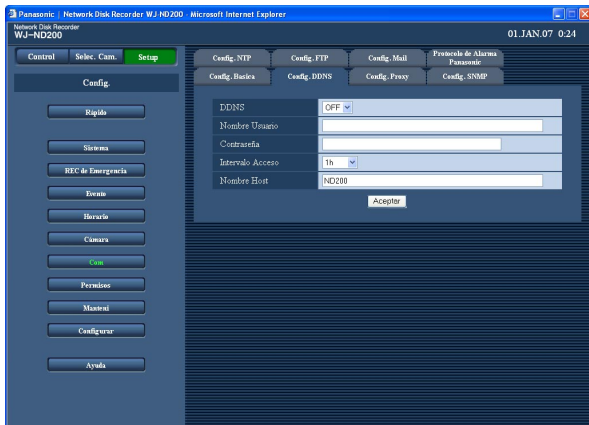 Panasonic | Network Disk Recorder WJ-ND200 - Microsoft Internet Explorer
Network Disk Recorder
WJ-ND200
01.JAN.07 0:24
Control Selec. Cam. Setup
Config.
Rápido
Sistema
REC de Emergencia
Evento
Horario
Cámara
Com
Permisos
Manteni
Configurar
Ayuda
Config. NTP Config. FTP Config. Mail Protocolo de Alarma
Panasonic
Config. Basica Config. DDNS Config. Proxy Config. SNMP
DDNS OFF
Nombre Usuario
Contraseña
Intervalo Acceso 1h
Nombre Host ND200
Aceptar